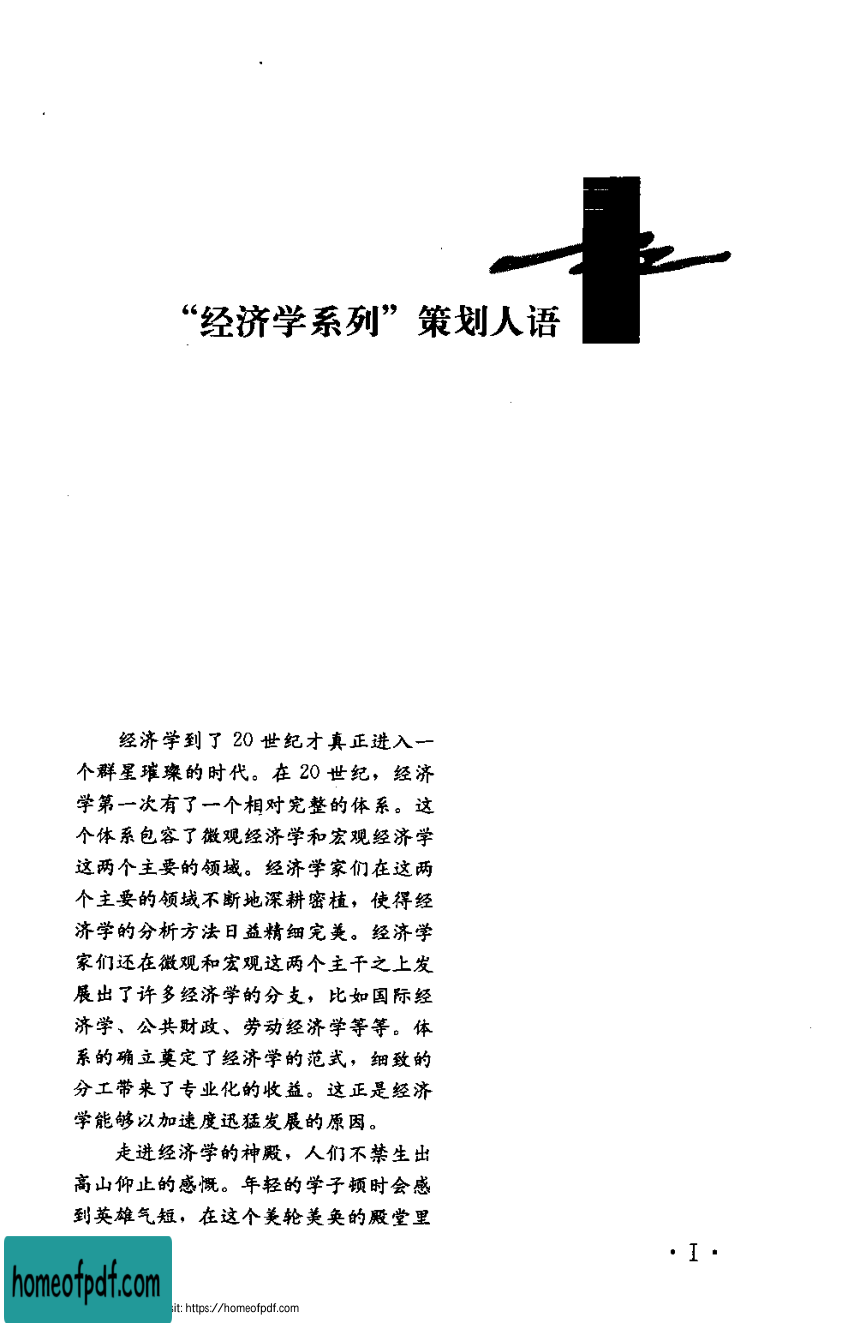 “经济学系列”策划人语
经济学到了 20 世纪才真正进入一
个群星璀璨的时代。在 20 世纪，经济
学第一次有了一个相对完整的体系。这
个体系包容了微观经济学和宏观经济学
这两个主要的领域。经济学家们在这两
个主要的领域不断地深耕密植，使得经
济学的分析方法日益精细完美。经济学
家们还在微观和宏观这两个主干之上发
展出了许多经济学的分支，比如国际经
济学、公共财政、劳动经济学等等。体
系的确立奠定了经济学的范式，细致的
分工带来了专业化的收益。这正是经济
学能够以加速度迅猛发展的原因。
走进经济学的神殿，人们不禁生出
高山仰止的感慨。年轻的学子顿时会感
到英雄气短，在这个美轮美奂的殿堂里
· I ·
homeofpdf.com
sit: https://homeofpdf.com